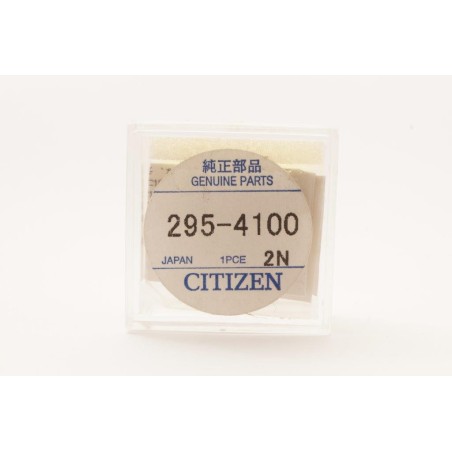 純正部品
GENUINE PARTS
295-4100
JAPAN 1PCE 2N
CITIZEN